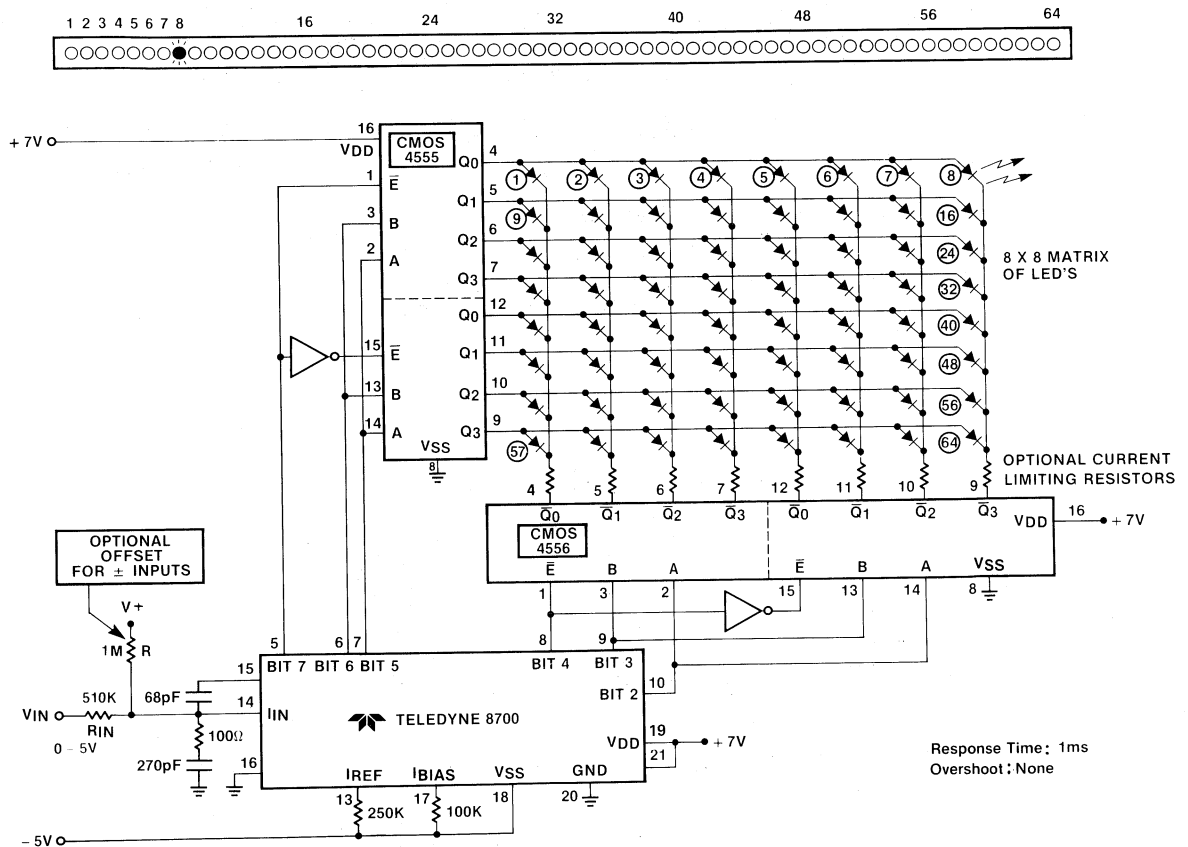 1 2 3 4 5 6 7 8 16 24 32 40 48 56 64
+ 7V
16
VDD
CMOS
4555
Q0 4
1 E̅
Q1 5
3 B
Q2 6
2 A
Q3 7
Q0 12
15 E̅
Q1 11
13 B
Q2 10
14 A
Q3 9
VSS
8
1 2 3 4 5 6 7 8
9 16
24
32
40
48
56
57 64
8 X 8 MATRIX
OF LED'S
OPTIONAL CURRENT
LIMITING RESISTORS
4 5 6 7 12 11 10 9
Q̅0 Q̅1 Q̅2 Q̅3 Q̅0 Q̅1 Q̅2 Q̅3
VDD 16 + 7V
CMOS
4556
E̅ B A E̅ B A VSS
1 3 2 15 13 14 8
OPTIONAL
OFFSET
FOR ± INPUTS
V +
1M R
5 6 7 8 9
BIT 7 BIT 6 BIT 5 BIT 4 BIT 3
BIT 2 10
15
68pF
510K
14 IIN
VIN
RIN
0 – 5V
100Ω
270pF
16
TELEDYNE 8700
VDD 19 + 7V
21
IREF IBIAS VSS GND
13 17 18 20
250K 100K
– 5V
Response Time: 1ms
Overshoot: None